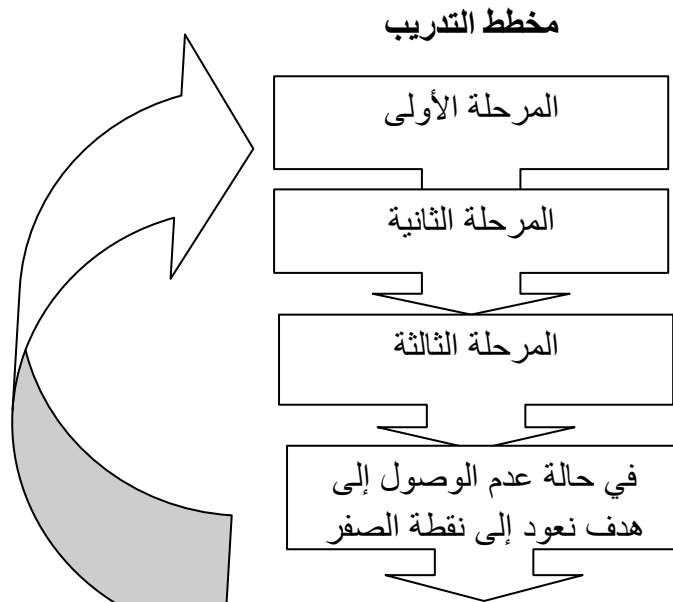 مخطط التدريب
المرحلة الأولى
المرحلة الثانية
المرحلة الثالثة
في حالة عدم الوصول إلى
هدف نعود إلى نقطة الصفر